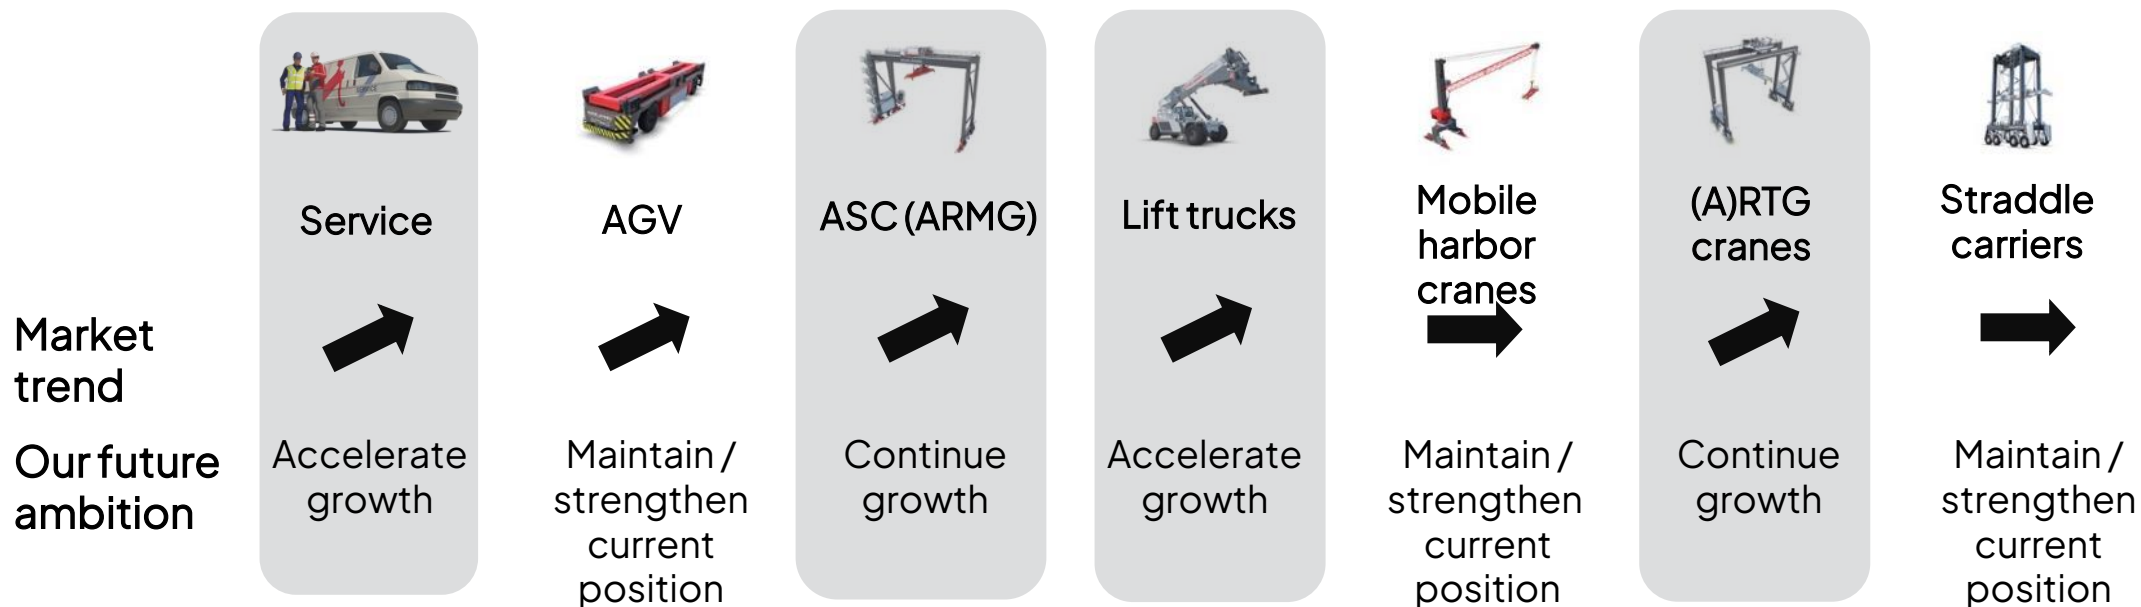 Service
AGV
ASC (ARMG)
Lift trucks
Mobile
harbor
cranes
(A)RTG
cranes
Straddle
carriers
Market
trend
Our future
ambition
Accelerate
growth
Maintain /
strengthen
current
position
Continue
growth
Accelerate
growth
Maintain /
strengthen
current
position
Continue
growth
Maintain /
strengthen
current
position